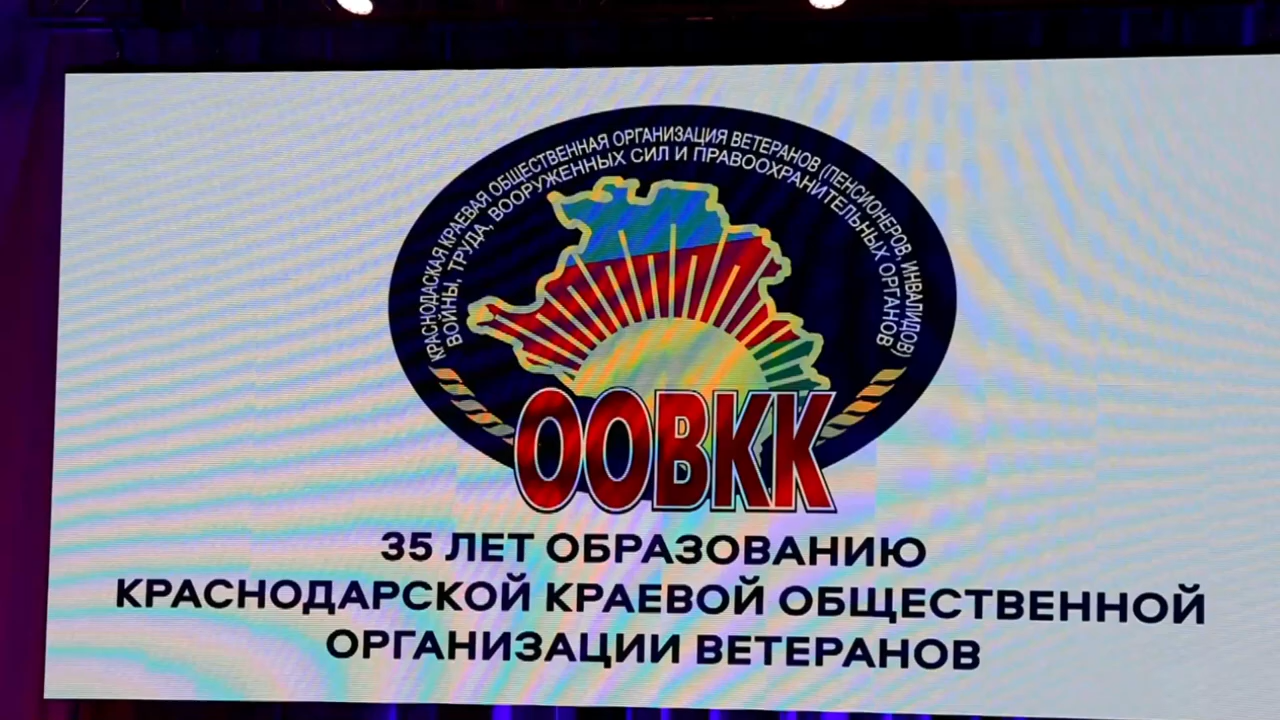 КРАСНОДАСКАЯ КРАЕВАЯ ОБЩЕСТВЕННАЯ ОРГАНИЗАЦИЯ ВЕТЕРАНОВ (ПЕНСИОНЕРОВ, ИНВАЛИДОВ)
ВОЙНЫ, ТРУДА, ВООРУЖЕННЫХ СИЛ И ПРАВООХРАНИТЕЛЬНЫХ ОРГАНОВ
ООВКК
35 ЛЕТ ОБРАЗОВАНИЮ
КРАСНОДАРСКОЙ КРАЕВОЙ ОБЩЕСТВЕННОЙ
ОРГАНИЗАЦИИ ВЕТЕРАНОВ